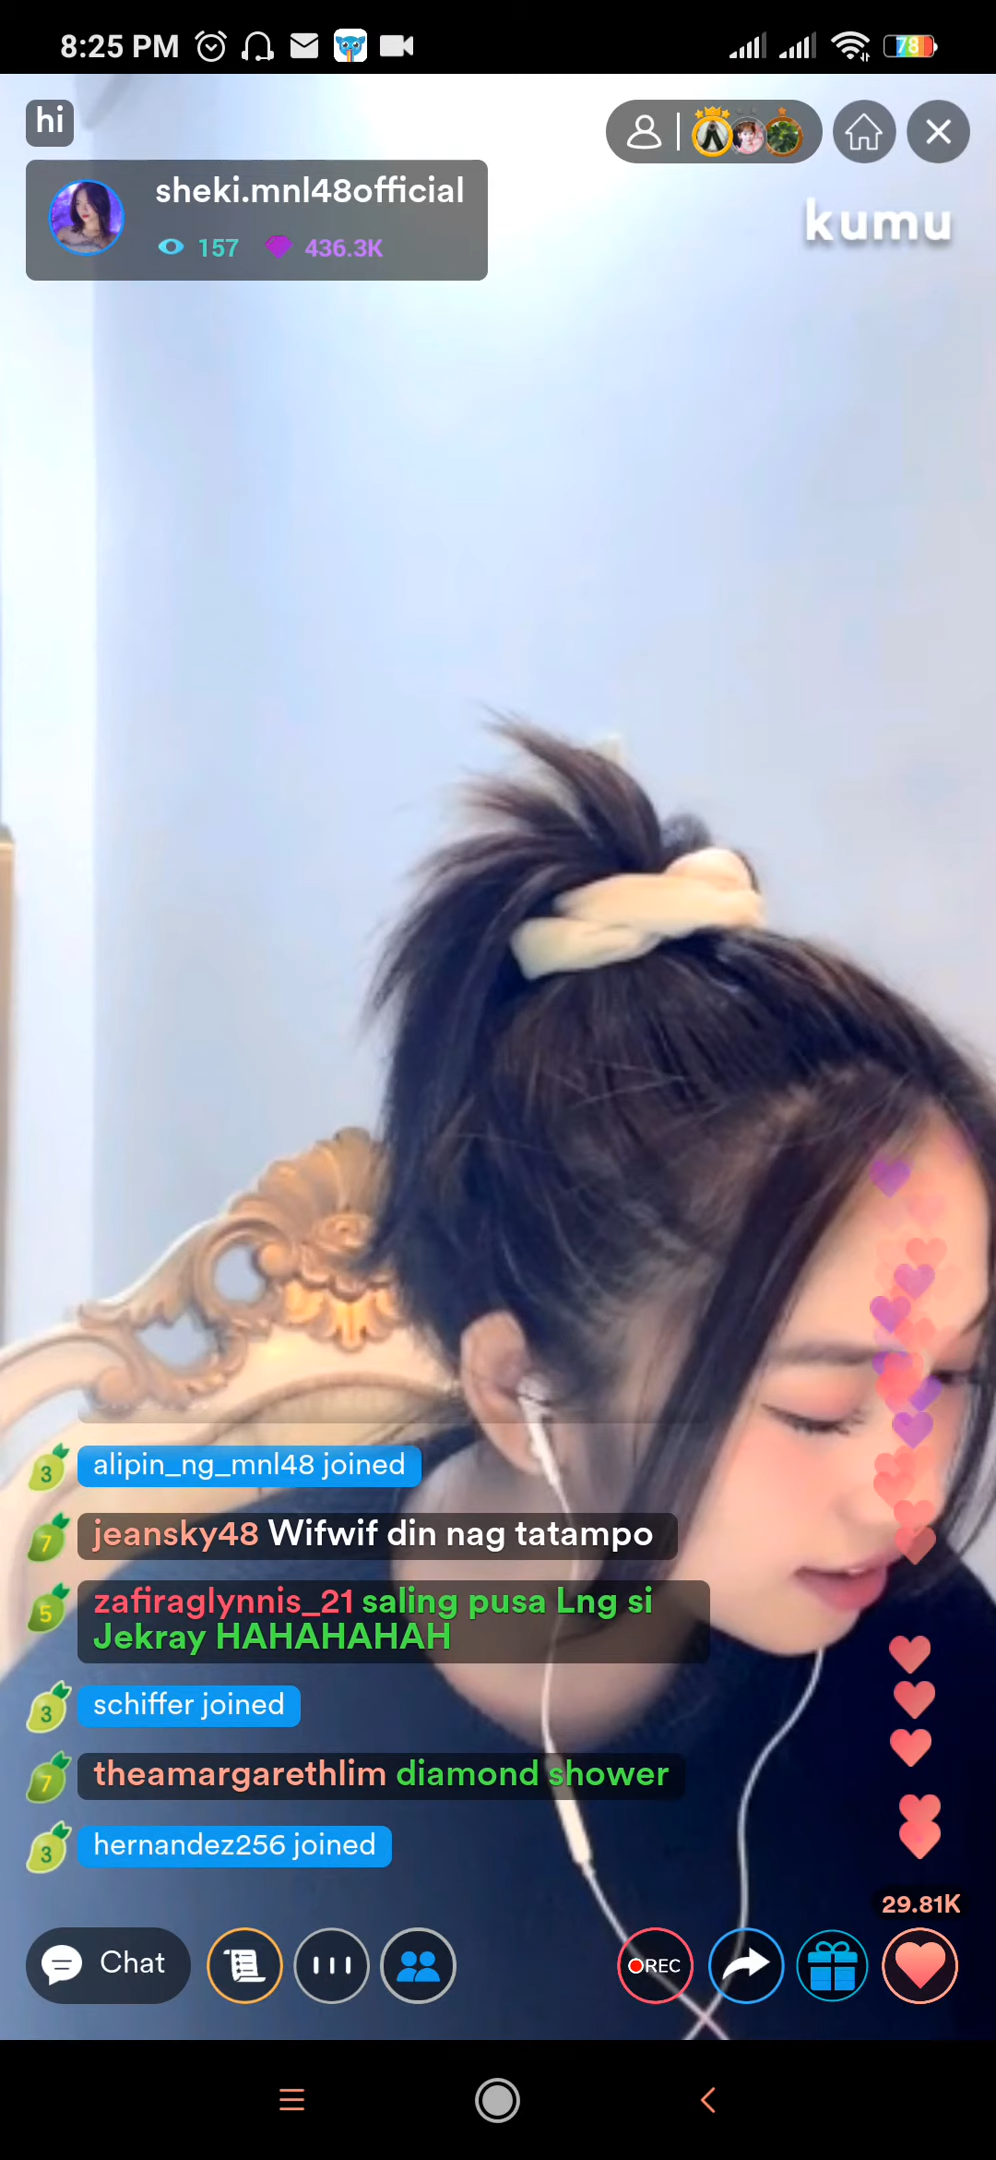 8:25 PM
78
hi
sheki.mnl48official
157 436.3K
kumu
3 alipin_ng_mnl48 joined
7 jeansky48 Wifwif din nag tatampo
5 zafiraglynnis_21 saling pusa Lng si
Jekray HAHAHAHAH
3 schiffer joined
7 theamargarethlim diamond shower
3 hernandez256 joined
29.81K
Chat
REC